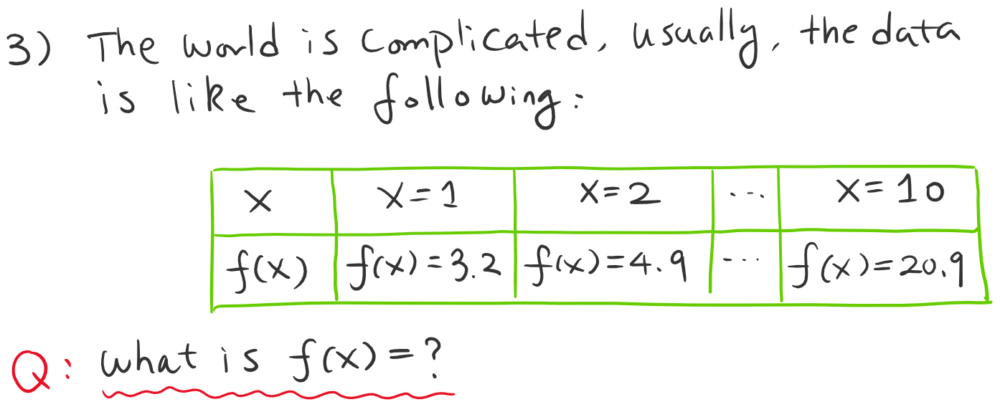 3) The world is complicated, usually, the data
is like the following:
x x=1 x=2 ... x=10
f(x) f(x)=3.2 f(x)=4.9 ... f(x)=20.9
Q: what is f(x)=?